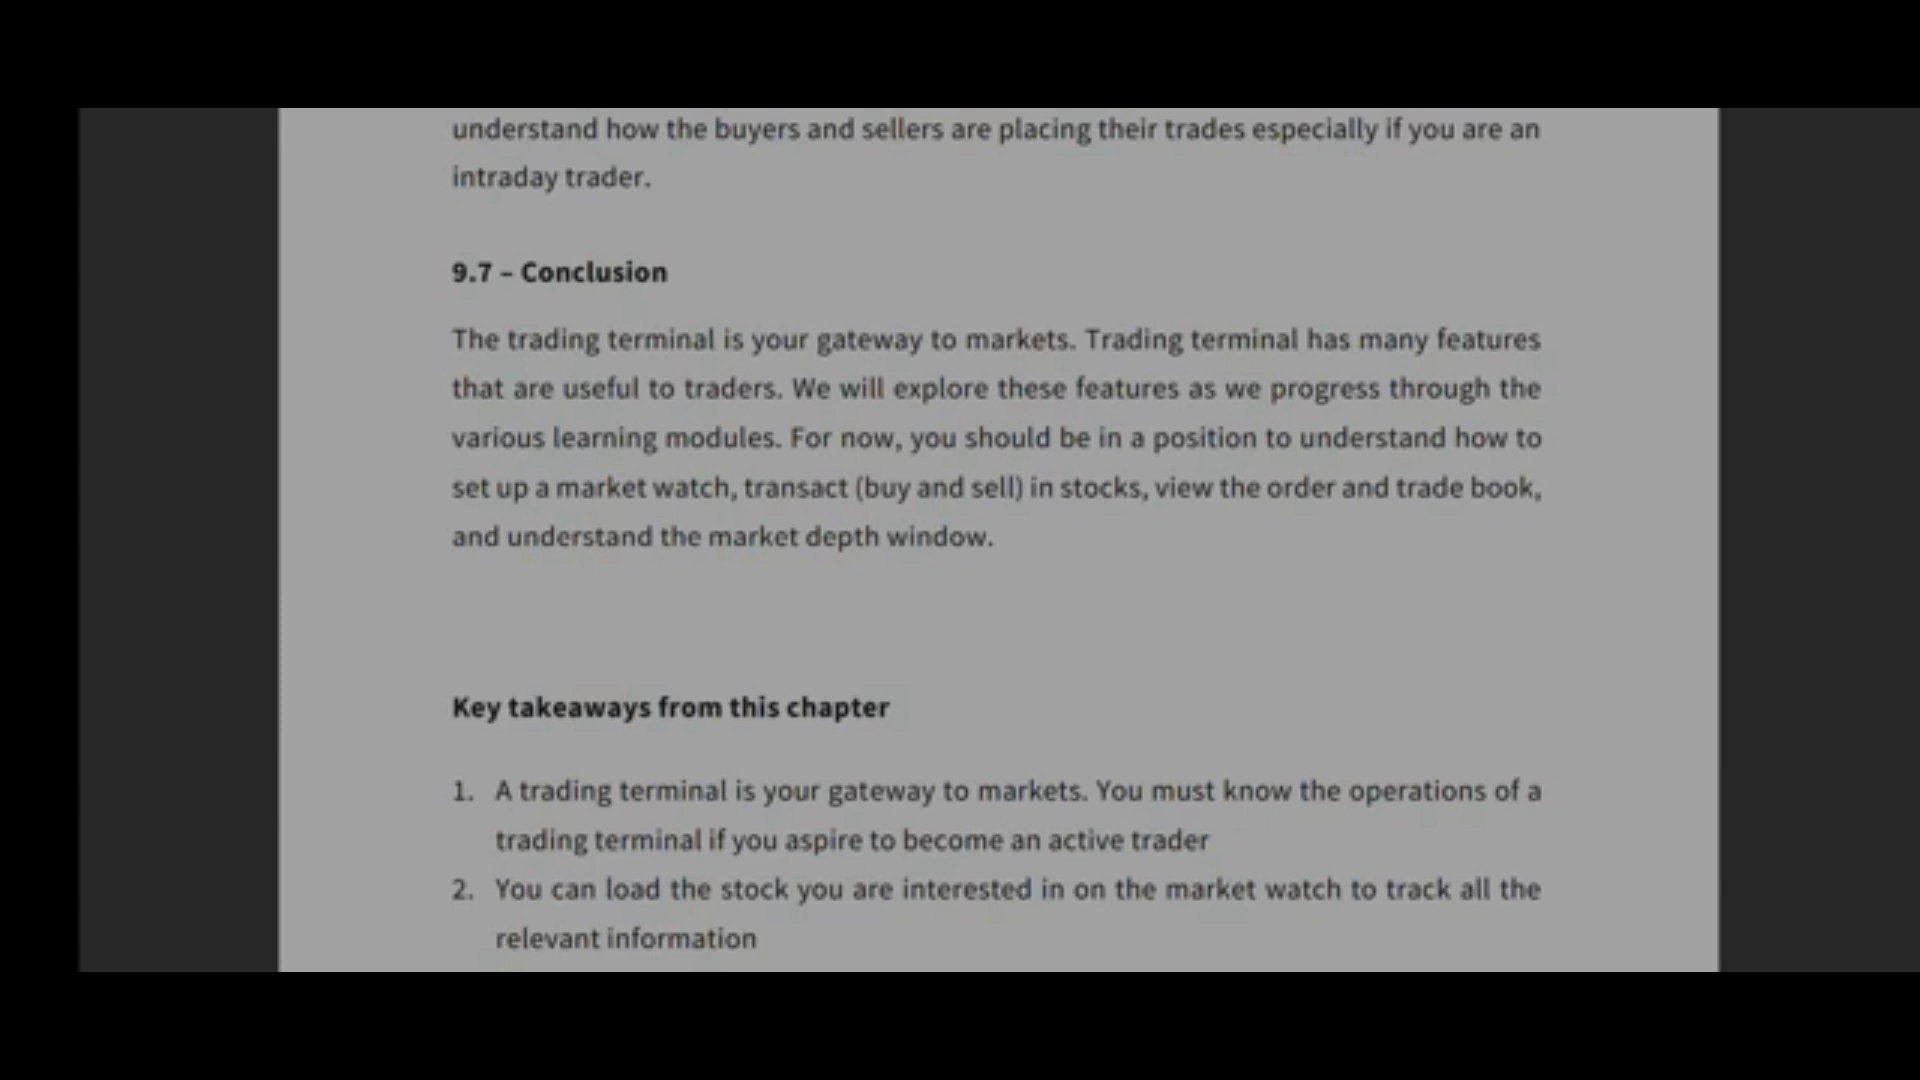 understand how the buyers and sellers are placing their trades especially if you are an
intraday trader.
9.7 – Conclusion
The trading terminal is your gateway to markets. Trading terminal has many features
that are useful to traders. We will explore these features as we progress through the
various learning modules. For now, you should be in a position to understand how to
set up a market watch, transact (buy and sell) in stocks, view the order and trade book,
and understand the market depth window.
Key takeaways from this chapter
1. A trading terminal is your gateway to markets. You must know the operations of a
trading terminal if you aspire to become an active trader
2. You can load the stock you are interested in on the market watch to track all the
relevant information